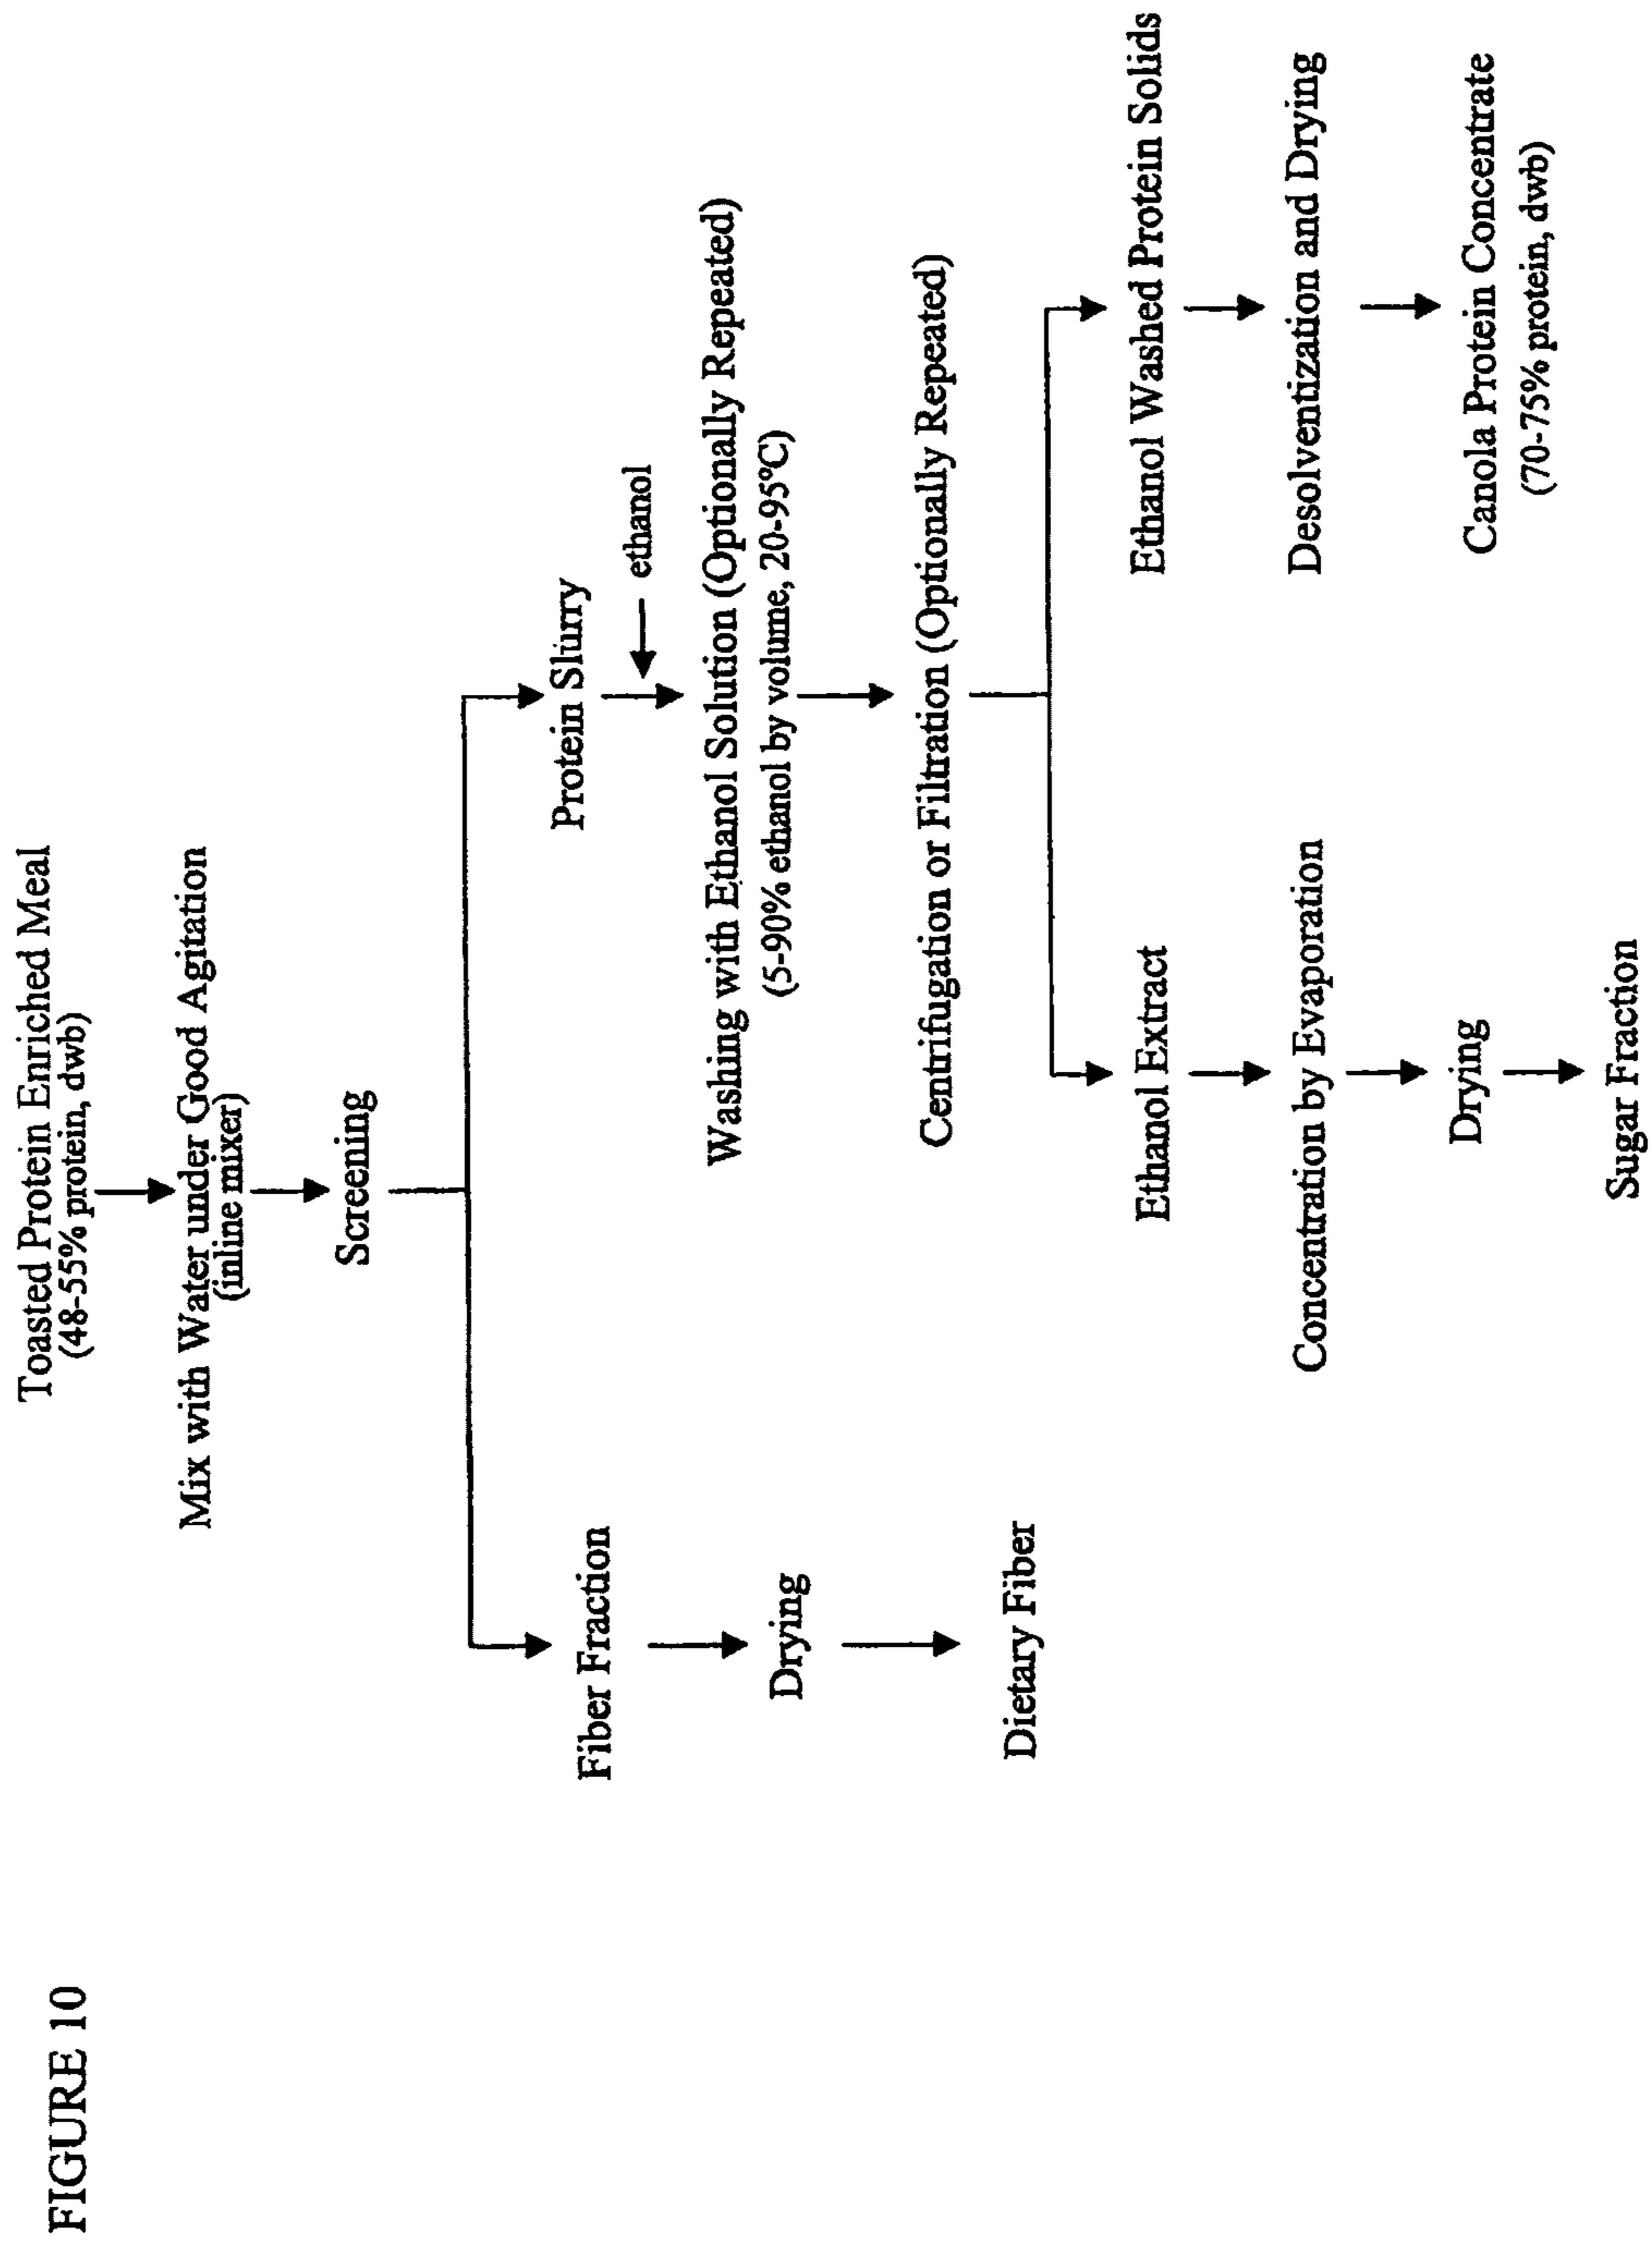 FIGURE 10
Toasted Protein Enriched Meal
(48-55% protein, dwb)
Mix with Water under Good Agitation
(inline mixer)
Screening
Fiber Fraction
Drying
Dietary Fiber
Protein Slurry
ethanol
Washing with Ethanol Solution (Optionally Repeated)
(5-90% ethanol by volume, 20-95°C)
Centrifugation or Filtration (Optionally Repeated)
Ethanol Extract
Concentration by Evaporation
Drying
Sugar Fraction
Ethanol Washed Protein Solids
Desolventization and Drying
Canola Protein Concentrate
(70-75% protein, dwb)